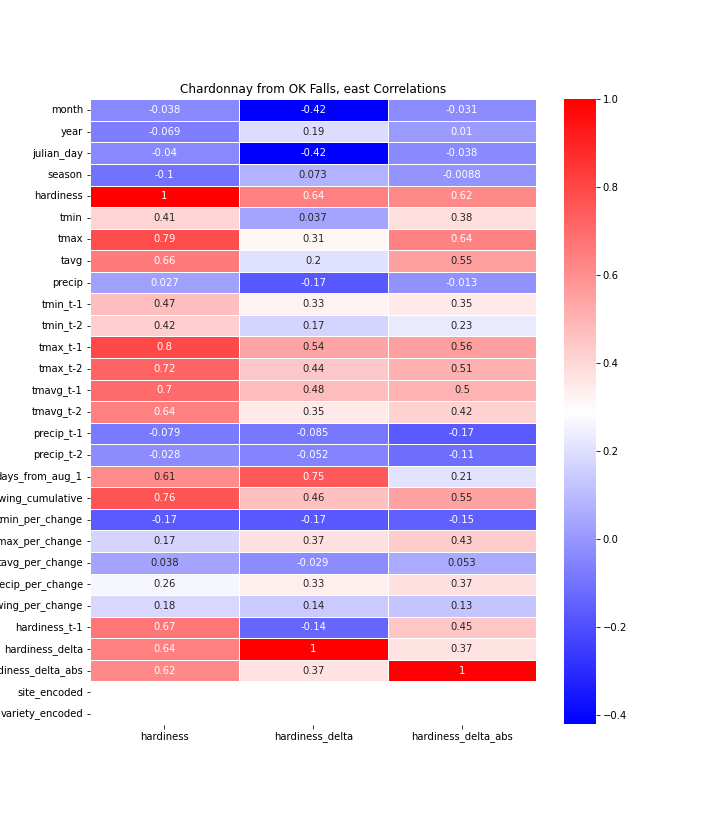 Chardonnay from OK Falls, east Correlations
month -0.038 -0.42 -0.031
year -0.069 0.19 0.01
julian_day -0.04 -0.42 -0.038
season -0.1 0.073 -0.0088
hardiness 1 0.64 0.62
tmin 0.41 0.037 0.38
tmax 0.79 0.31 0.64
tavg 0.66 0.2 0.55
precip 0.027 -0.17 -0.013
tmin_t-1 0.47 0.33 0.35
tmin_t-2 0.42 0.17 0.23
tmax_t-1 0.8 0.54 0.56
tmax_t-2 0.72 0.44 0.51
tmavg_t-1 0.7 0.48 0.5
tmavg_t-2 0.64 0.35 0.42
precip_t-1 -0.079 -0.085 -0.17
precip_t-2 -0.028 -0.052 -0.11
days_from_aug_1 0.61 0.75 0.21
wing_cumulative 0.76 0.46 0.55
tmin_per_change -0.17 -0.17 -0.15
max_per_change 0.17 0.37 0.43
tavg_per_change 0.038 -0.029 0.053
ecip_per_change 0.26 0.33 0.37
wing_per_change 0.18 0.14 0.13
hardiness_t-1 0.67 -0.14 0.45
hardiness_delta 0.64 1 0.37
diness_delta_abs 0.62 0.37 1
site_encoded
variety_encoded
hardiness hardiness_delta hardiness_delta_abs
1.0
0.8
0.6
0.4
0.2
0.0
−0.2
−0.4